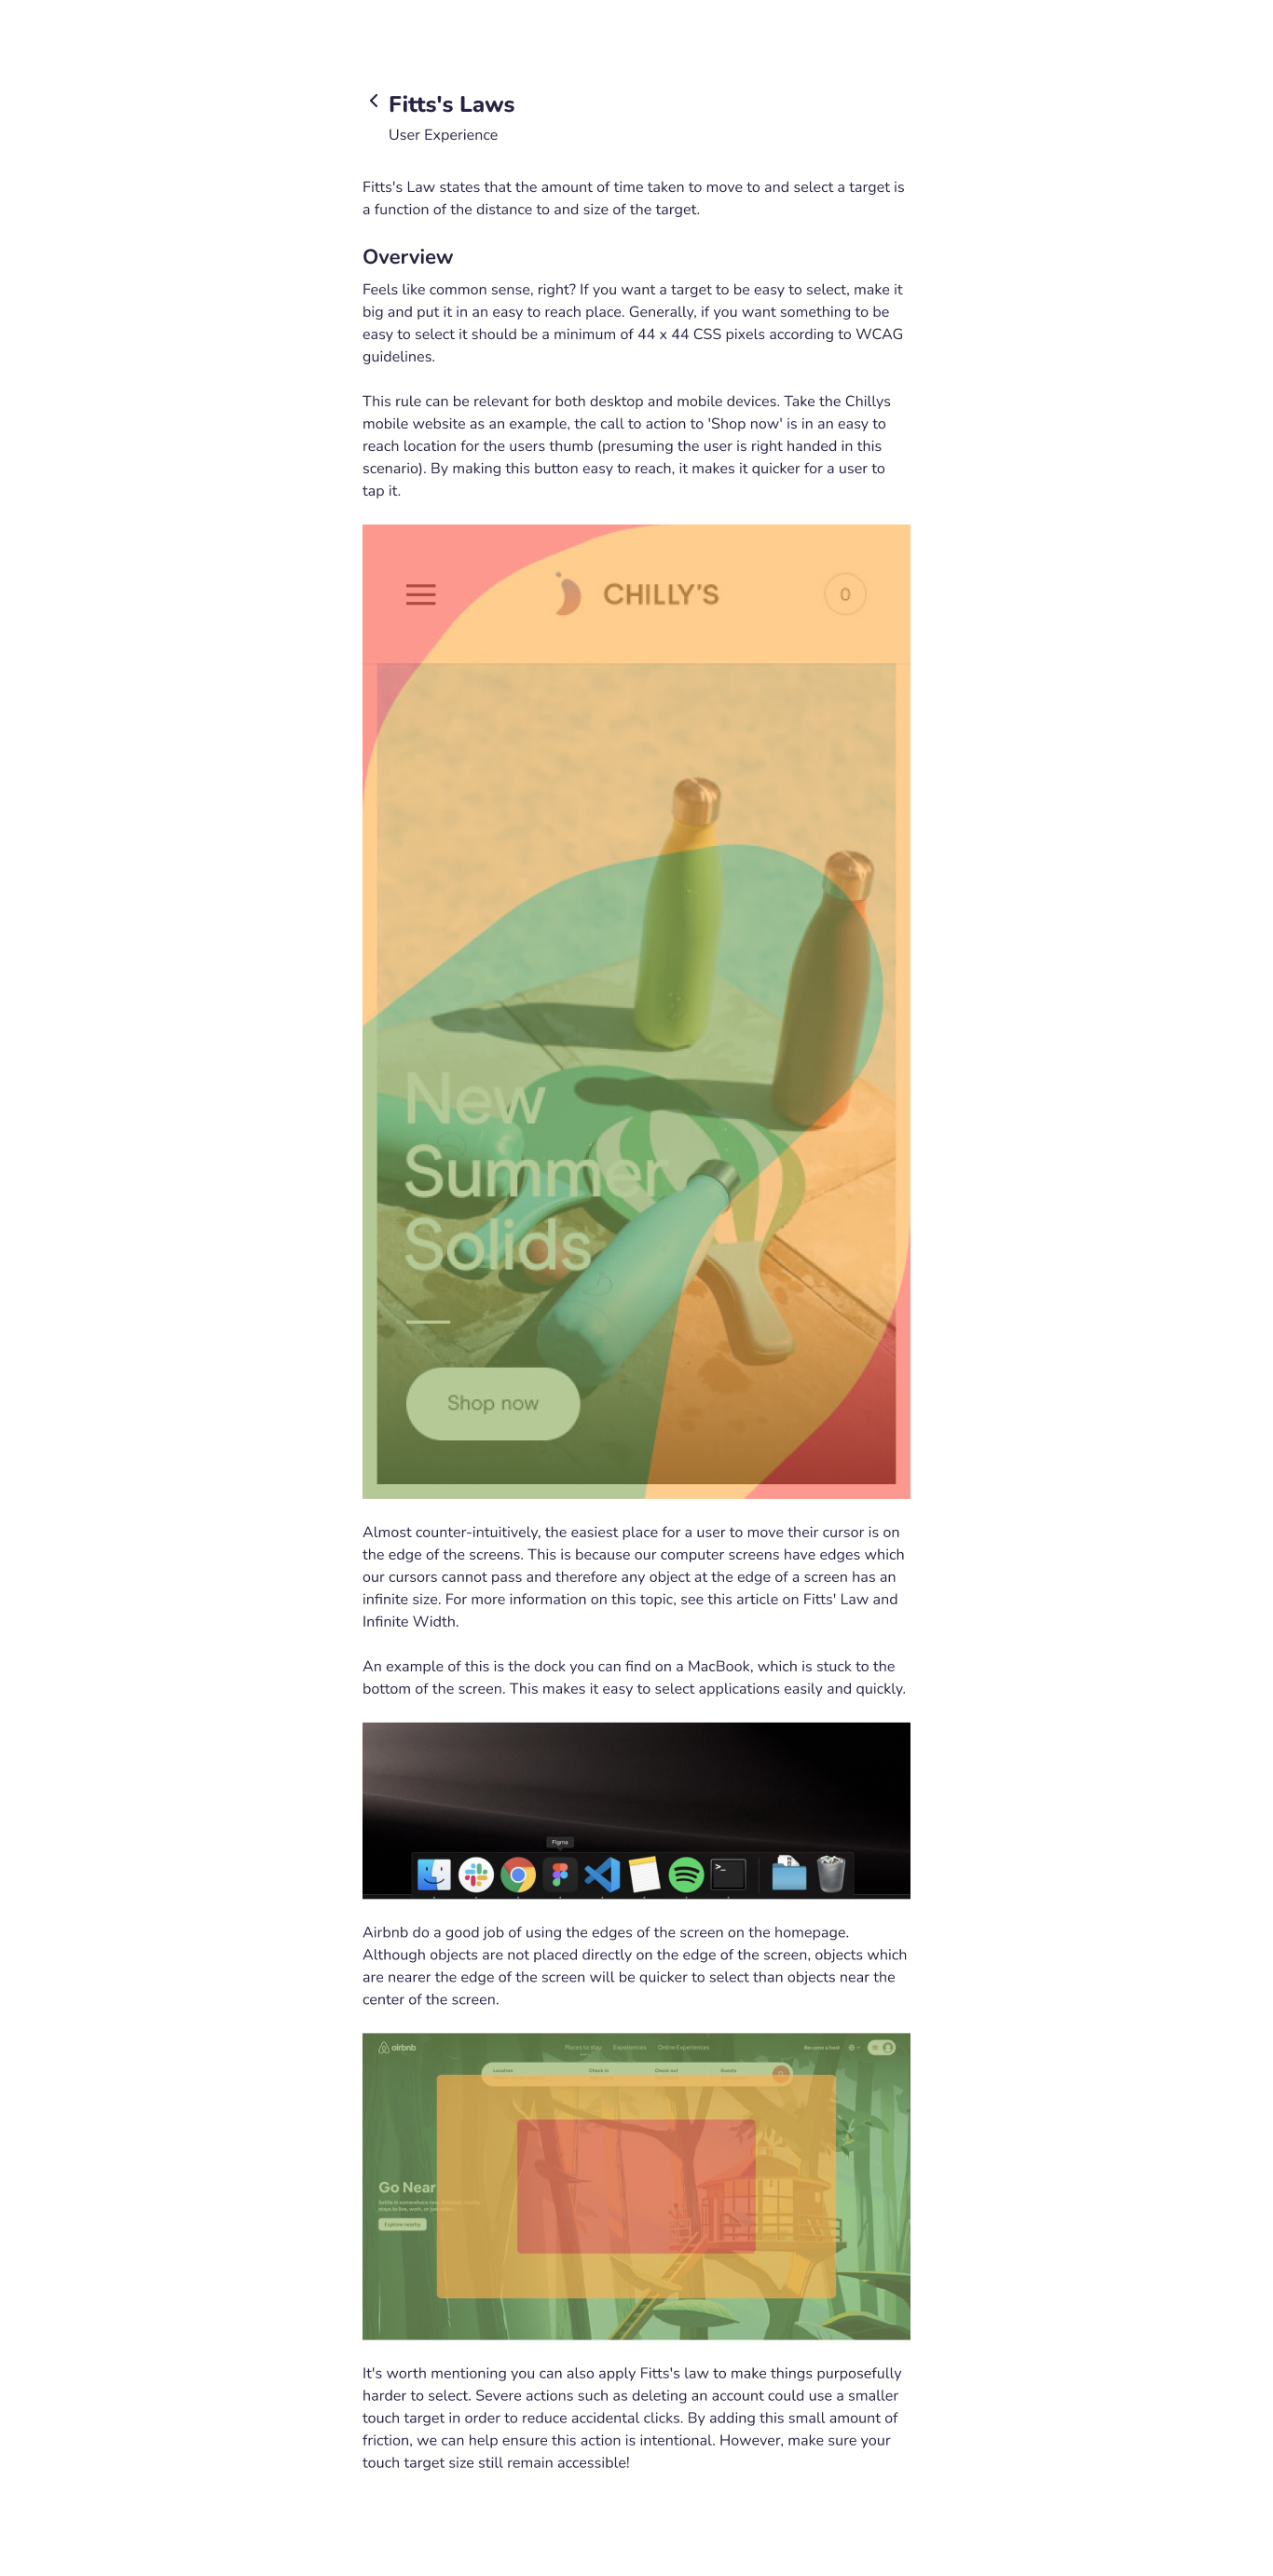 Fitts's Laws
User Experience
Fitts's Law states that the amount of time taken to move to and select a target is
a function of the distance to and size of the target.
Overview
Feels like common sense, right? If you want a target to be easy to select, make it
big and put it in an easy to reach place. Generally, if you want something to be
easy to select it should be a minimum of 44 x 44 CSS pixels according to WCAG
guidelines.
This rule can be relevant for both desktop and mobile devices. Take the Chillys
mobile website as an example, the call to action to 'Shop now' is in an easy to
reach location for the users thumb (presuming the user is right handed in this
scenario). By making this button easy to reach, it makes it quicker for a user to
tap it.
CHILLY'S
0
New
Summer
Solids
Shop now
Almost counter-intuitively, the easiest place for a user to move their cursor is on
the edge of the screens. This is because our computer screens have edges which
our cursors cannot pass and therefore any object at the edge of a screen has an
infinite size. For more information on this topic, see this article on Fitts' Law and
Infinite Width.
An example of this is the dock you can find on a MacBook, which is stuck to the
bottom of the screen. This makes it easy to select applications easily and quickly.
Figma
Airbnb do a good job of using the edges of the screen on the homepage.
Although objects are not placed directly on the edge of the screen, objects which
are nearer the edge of the screen will be quicker to select than objects near the
center of the screen.
airbnb Places to stay Experiences Online Experiences Become a host
Location Check in Check out Guests
Go Near
Settle in somewhere new.
stays to live, work, or
Explore nearby
It's worth mentioning you can also apply Fitts's law to make things purposefully
harder to select. Severe actions such as deleting an account could use a smaller
touch target in order to reduce accidental clicks. By adding this small amount of
friction, we can help ensure this action is intentional. However, make sure your
touch target size still remain accessible!